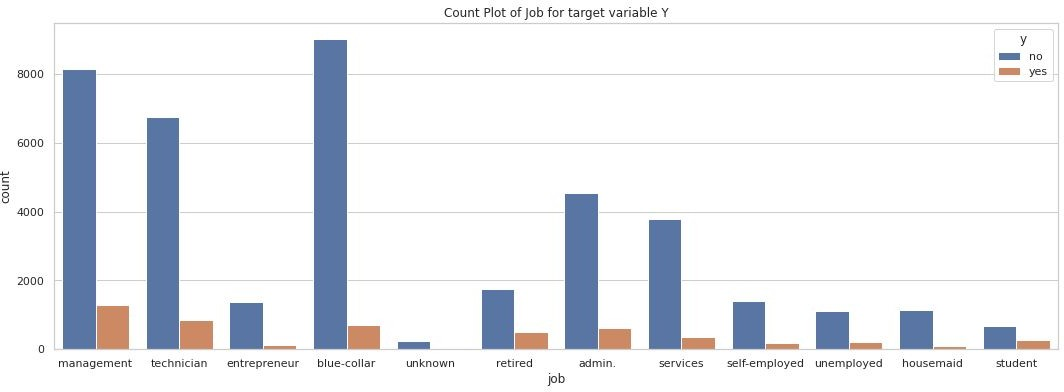 Count Plot of Job for target variable Y
y
no
yes
8000
6000
4000
2000
0
count
management technician entrepreneur blue-collar unknown retired admin. services self-employed unemployed housemaid student
job